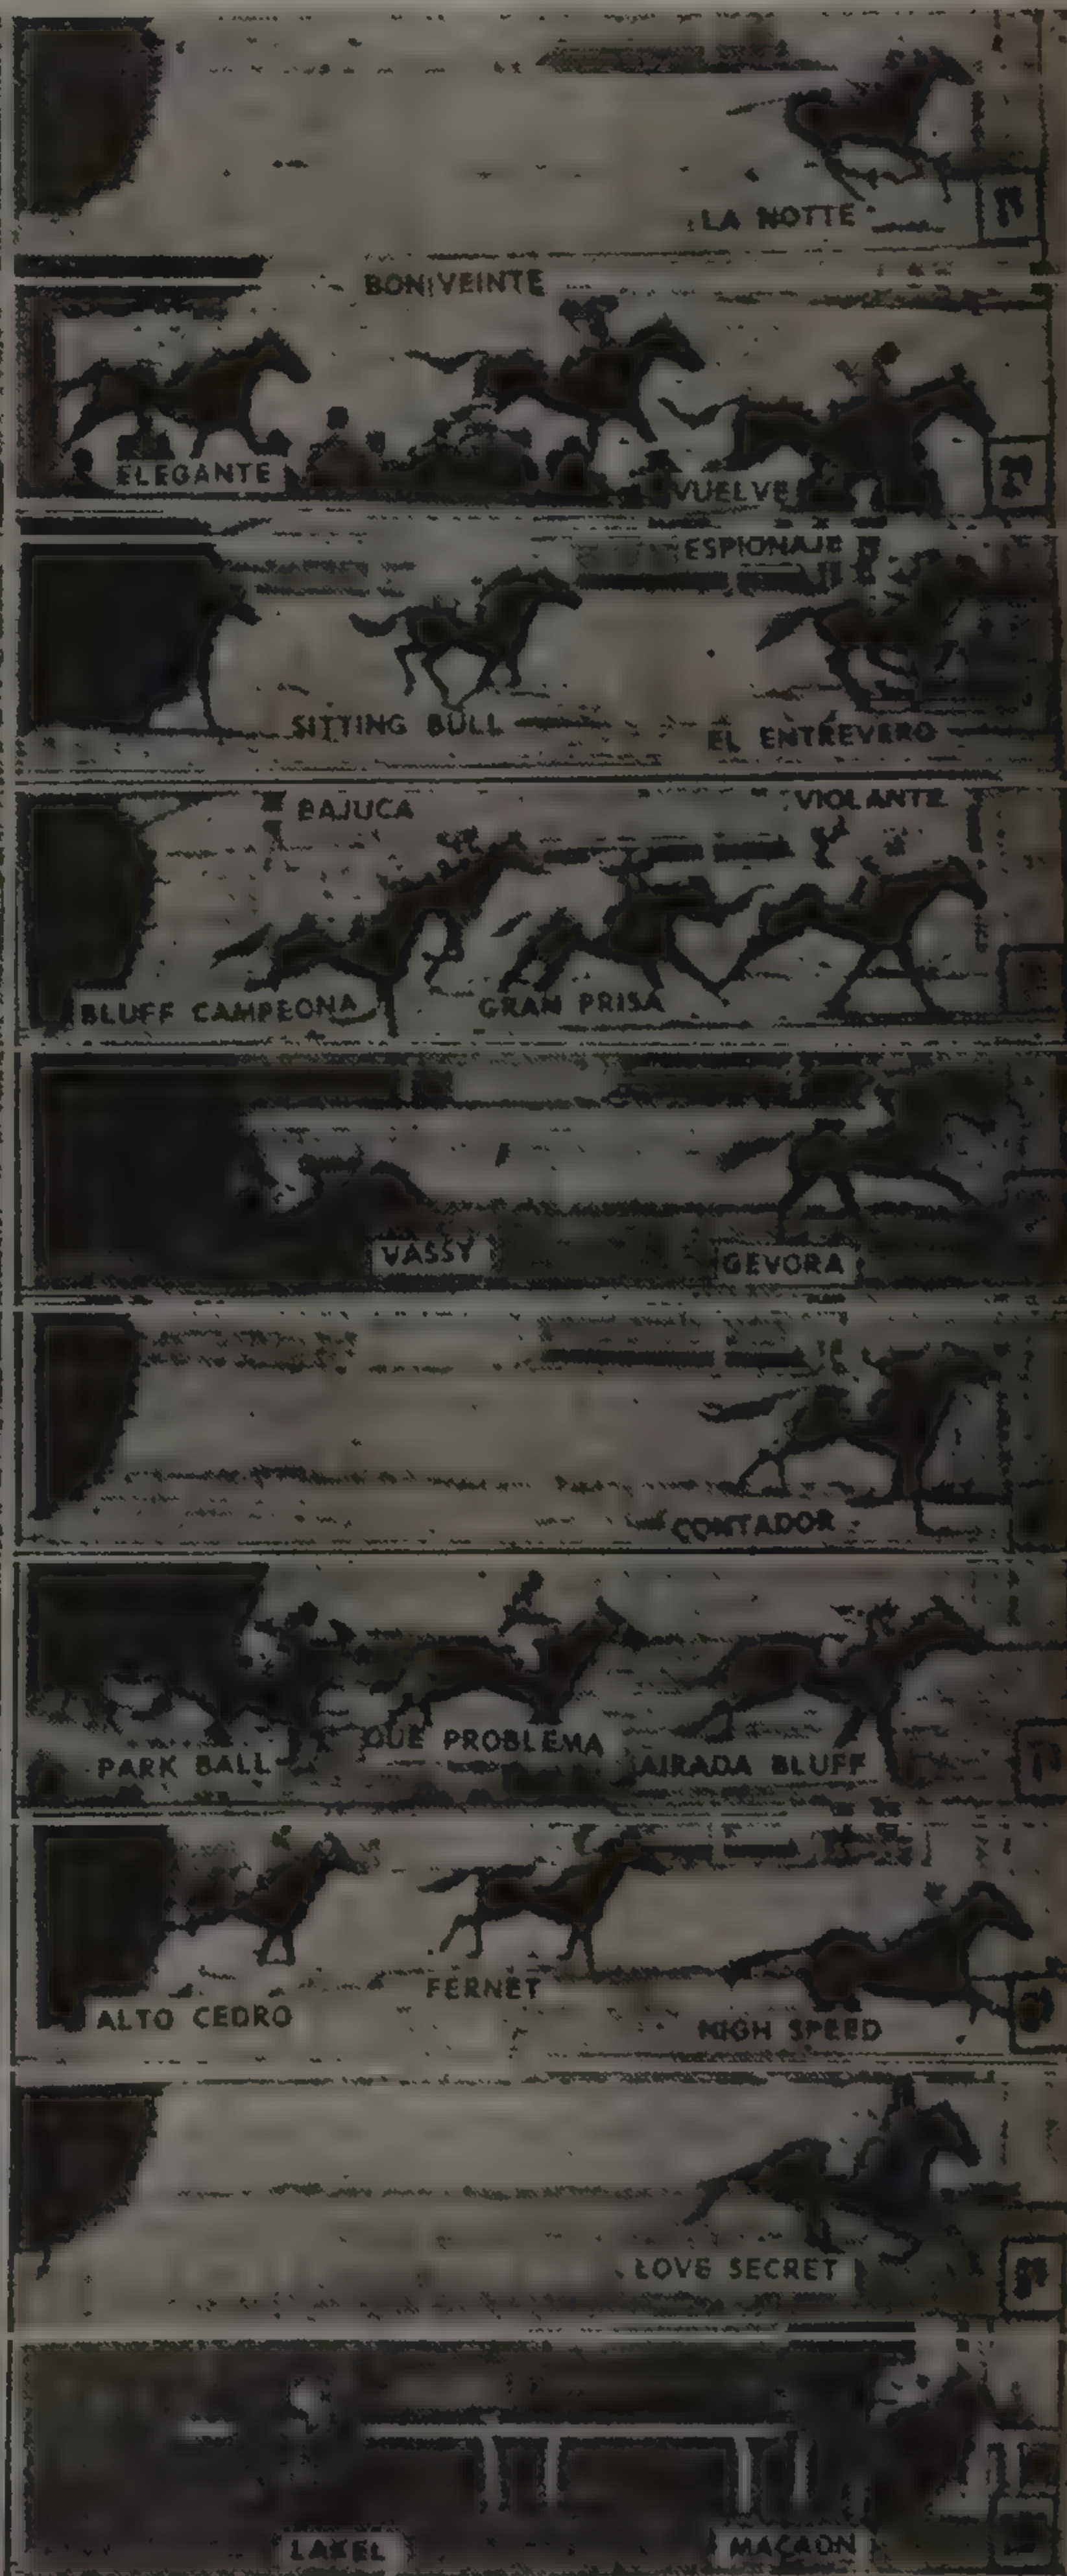 LA NOTTE
BONIVEINTE
ELEGANTE
VUELVE
ESPIONAJE
SITTING BULL
EL ENTREVERO
BAJUCA
VIOLANTE
BLUFF CAMPEONA
GRAN PRISA
VASSY
GEVORA
CONTADOR
PARK BALL
QUE PROBLEMA
AIRADA BLUFF
ALTO CEDRO
FERNET
HIGH SPEED
LOVE SECRET
LAKEL
MACAON